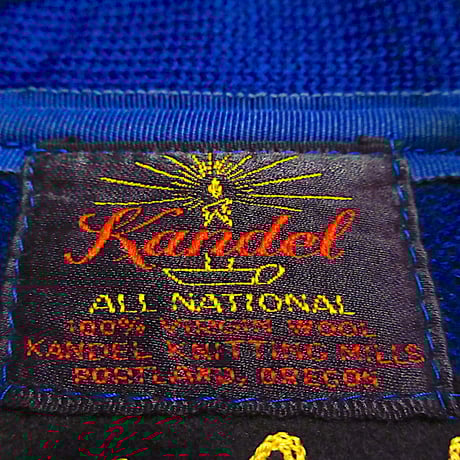 Kandel
ALL NATIONAL
100% VIRGIN WOOL
KANDEL KNITTING MILLS
PORTLAND, OREGON